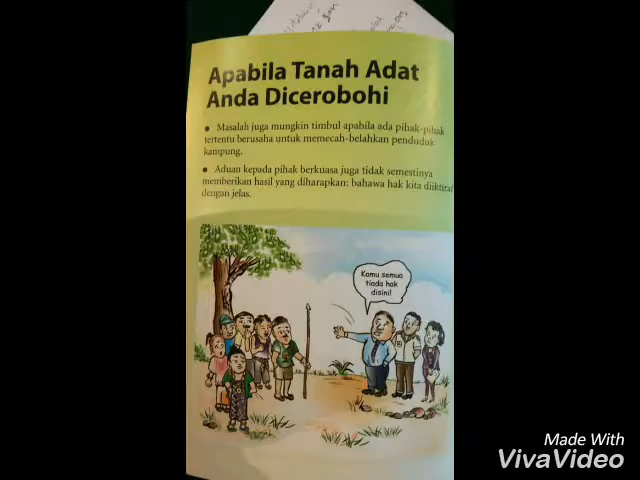 Apabila Tanah Adat
Anda Dicerobohi
● Masalah juga mungkin timbul apabila ada pihak-pihak
tertentu berusaha untuk memecah-belahkan penduduk
kampung.
● Aduan kepada pihak berkuasa juga tidak semestinya
memberikan hasil yang diharapkan: bahawa hak kita diiktiraf
dengan jelas.
Kamu semua
tiada hak
disini!
Made With
VivaVideo